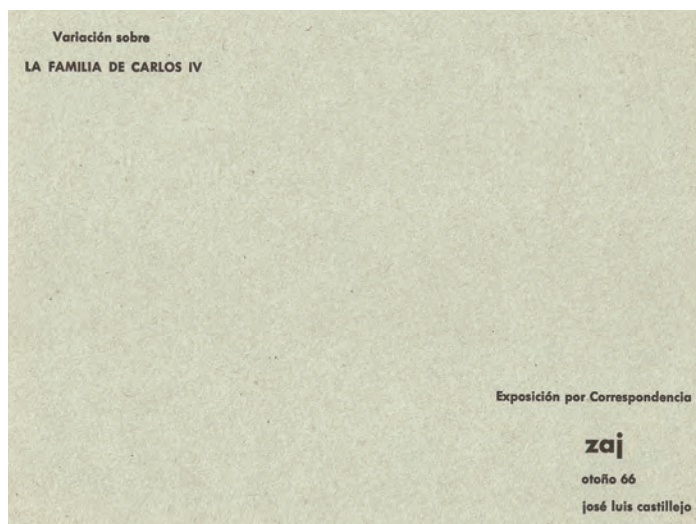 Variación sobre
LA FAMILIA DE CARLOS IV
Exposición por Correspondencia
zaj
otoño 66
josé luis castillejo